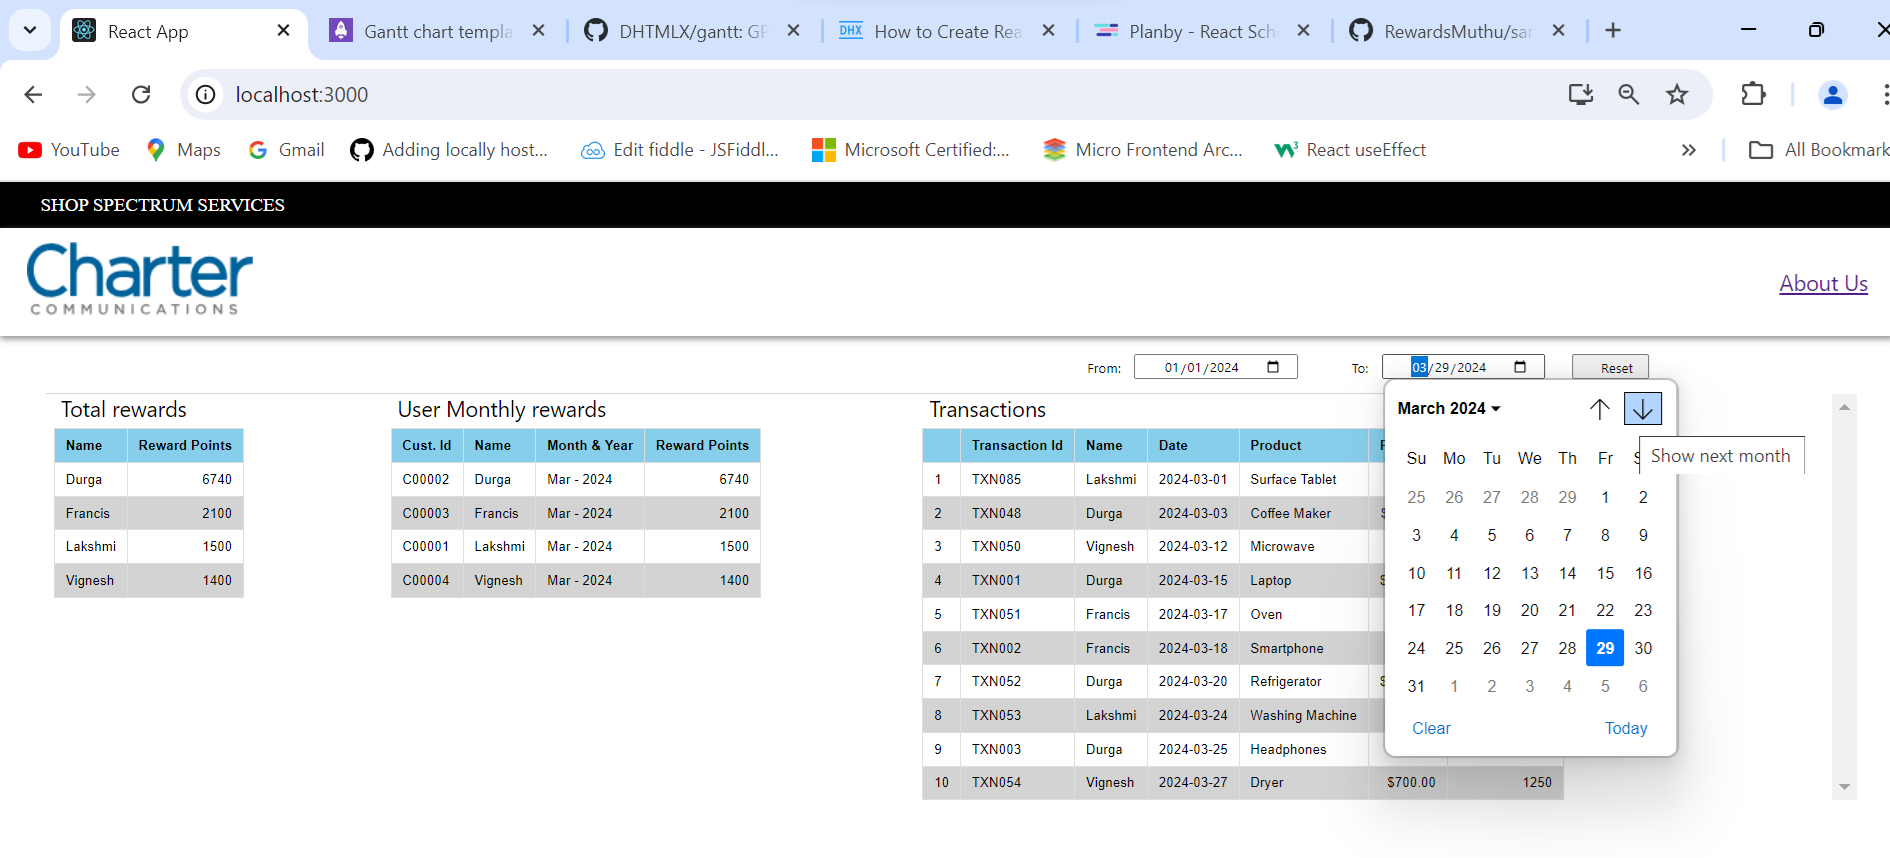 React App
Gantt chart templa
DHTMLX/gantt: GP
DHX How to Create Rea
Planby - React Sch
RewardsMuthu/sar
localhost:3000
YouTube
Maps
Gmail
Adding locally host...
Edit fiddle - JSFiddl...
Microsoft Certified:...
Micro Frontend Arc...
React useEffect
All Bookmark
SHOP SPECTRUM SERVICES
Charter
COMMUNICATIONS
About Us
From: 01/01/2024 To: 03/29/2024 Reset
Total rewards
Name Reward Points
Durga 6740
Francis 2100
Lakshmi 1500
Vignesh 1400
User Monthly rewards
Cust. Id Name Month & Year Reward Points
C00002 Durga Mar - 2024 6740
C00003 Francis Mar - 2024 2100
C00001 Lakshmi Mar - 2024 1500
C00004 Vignesh Mar - 2024 1400
Transactions
Transaction Id Name Date Product
1 TXN085 Lakshmi 2024-03-01 Surface Tablet
2 TXN048 Durga 2024-03-03 Coffee Maker $
3 TXN050 Vignesh 2024-03-12 Microwave
4 TXN001 Durga 2024-03-15 Laptop $
5 TXN051 Francis 2024-03-17 Oven
6 TXN002 Francis 2024-03-18 Smartphone
7 TXN052 Durga 2024-03-20 Refrigerator $
8 TXN053 Lakshmi 2024-03-24 Washing Machine
9 TXN003 Durga 2024-03-25 Headphones
10 TXN054 Vignesh 2024-03-27 Dryer $700.00 1250
March 2024
Show next month
Su Mo Tu We Th Fr
25 26 27 28 29 1 2
3 4 5 6 7 8 9
10 11 12 13 14 15 16
17 18 19 20 21 22 23
24 25 26 27 28 29 30
31 1 2 3 4 5 6
Clear Today